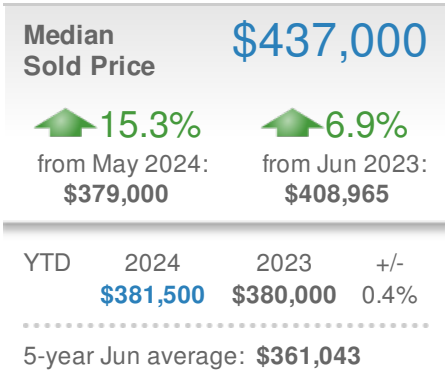 Median
Sold Price
$437,000
15.3%
from May 2024:
$379,000
6.9%
from Jun 2023:
$408,965
YTD 2024 2023 +/-
$381,500 $380,000 0.4%
5-year Jun average: $361,043